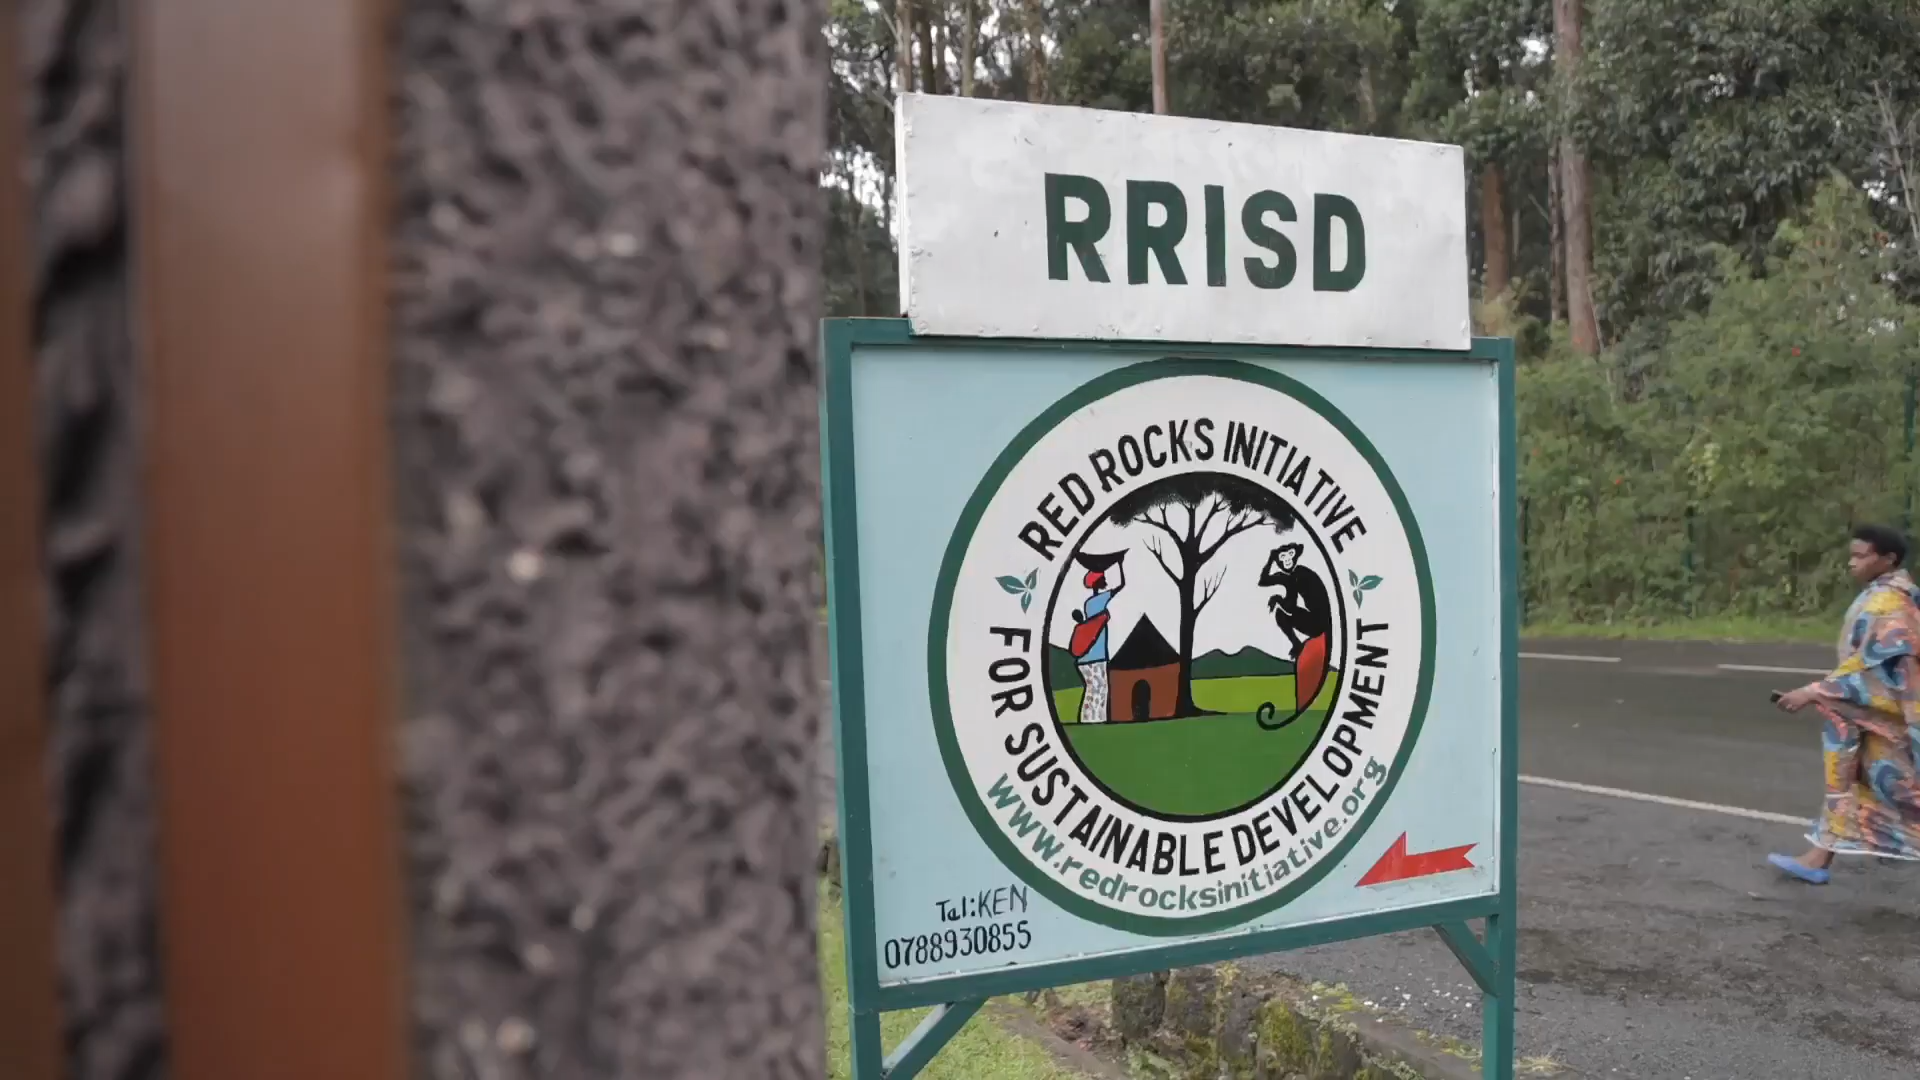 RRISD
RED ROCKS INITIATIVE
FOR SUSTAINABLE DEVELOPMENT
www.redrocksinitiative.org
Tel:KEN
0788930855